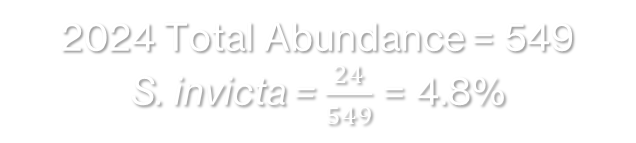 2024 Total Abundance = 549
S. invicta = 24/549 = 4.8%